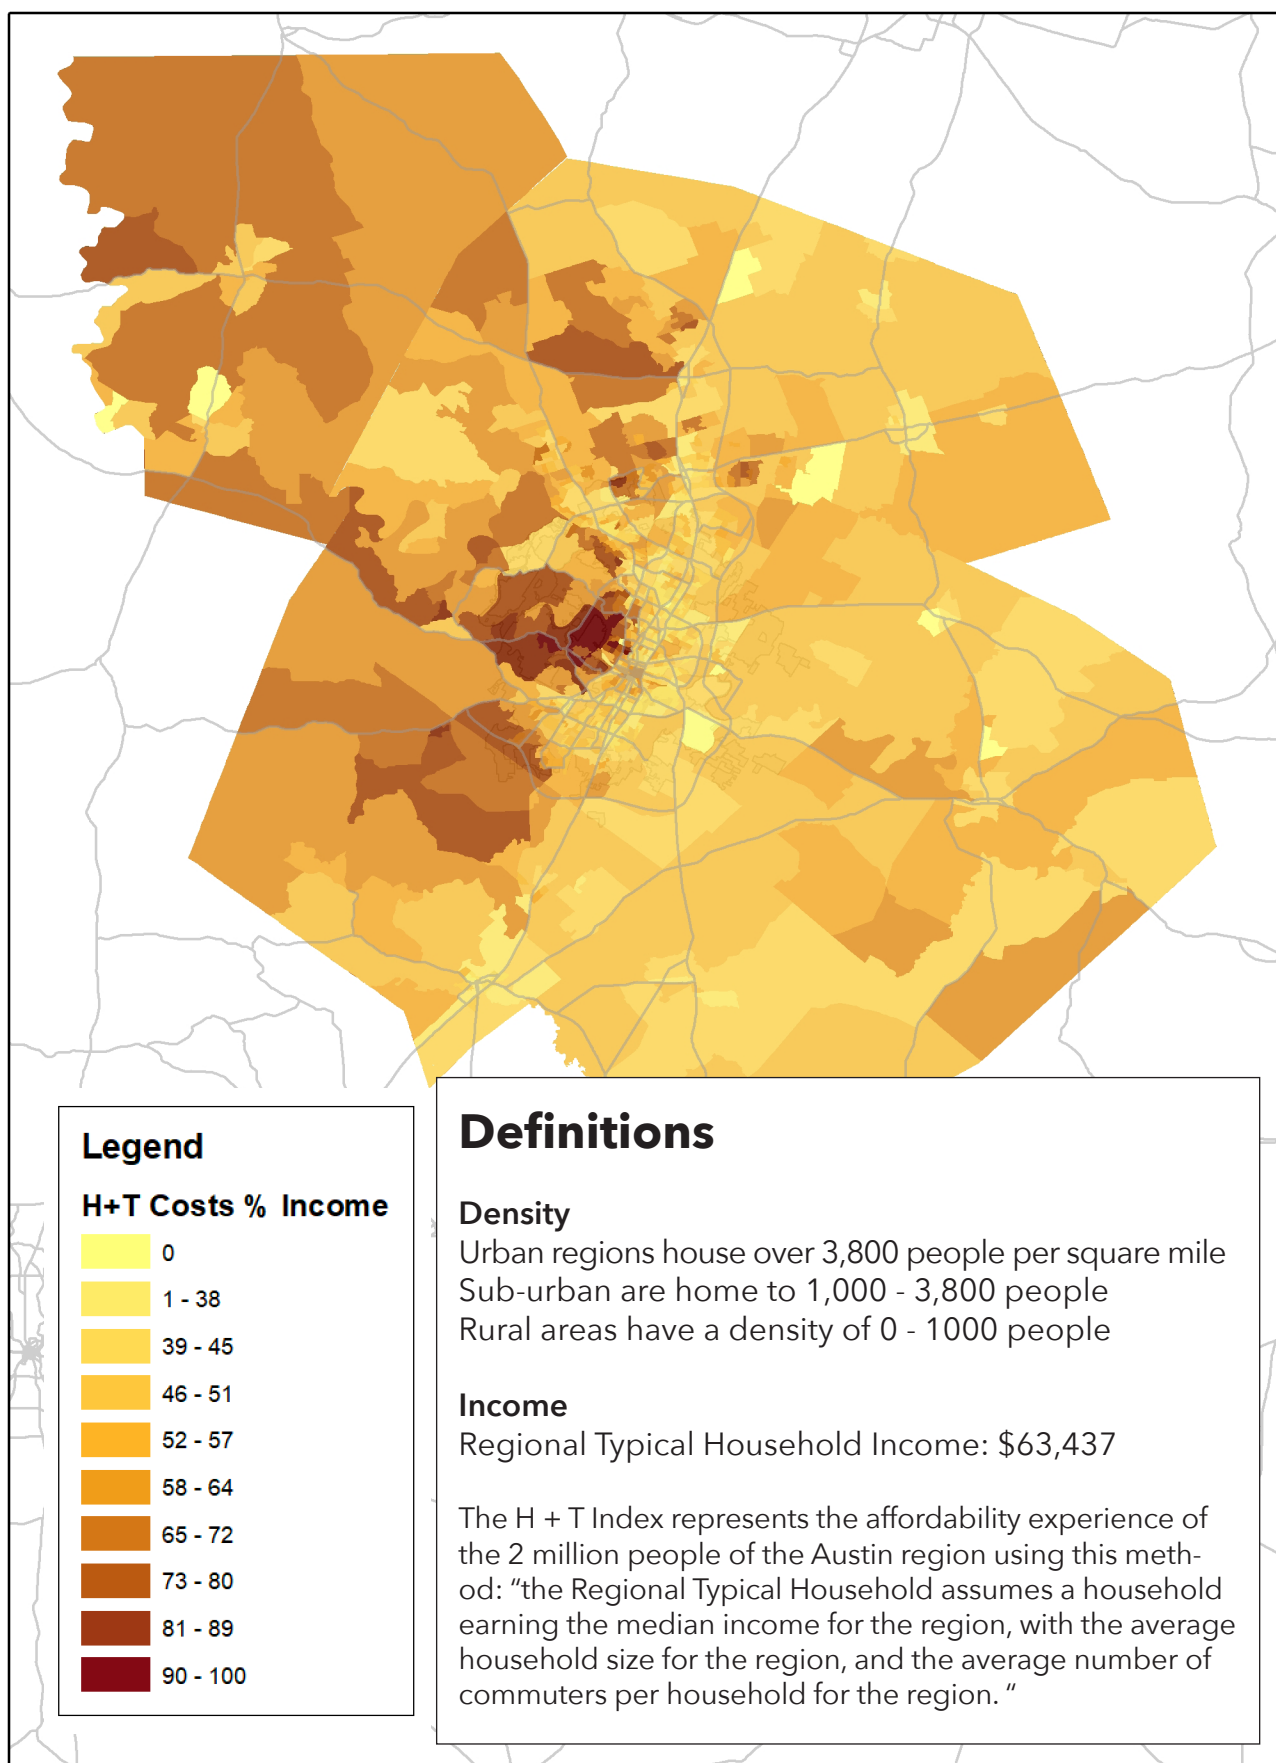 Legend
H+T Costs % Income
0
1 - 38
39 - 45
46 - 51
52 - 57
58 - 64
65 - 72
73 - 80
81 - 89
90 - 100
Definitions
Density
Urban regions house over 3,800 people per square mile
Sub-urban are home to 1,000 - 3,800 people
Rural areas have a density of 0 - 1000 people
Income
Regional Typical Household Income: $63,437
The H + T Index represents the affordability experience of
the 2 million people of the Austin region using this meth-
od: “the Regional Typical Household assumes a household
earning the median income for the region, with the average
household size for the region, and the average number of
commuters per household for the region. “